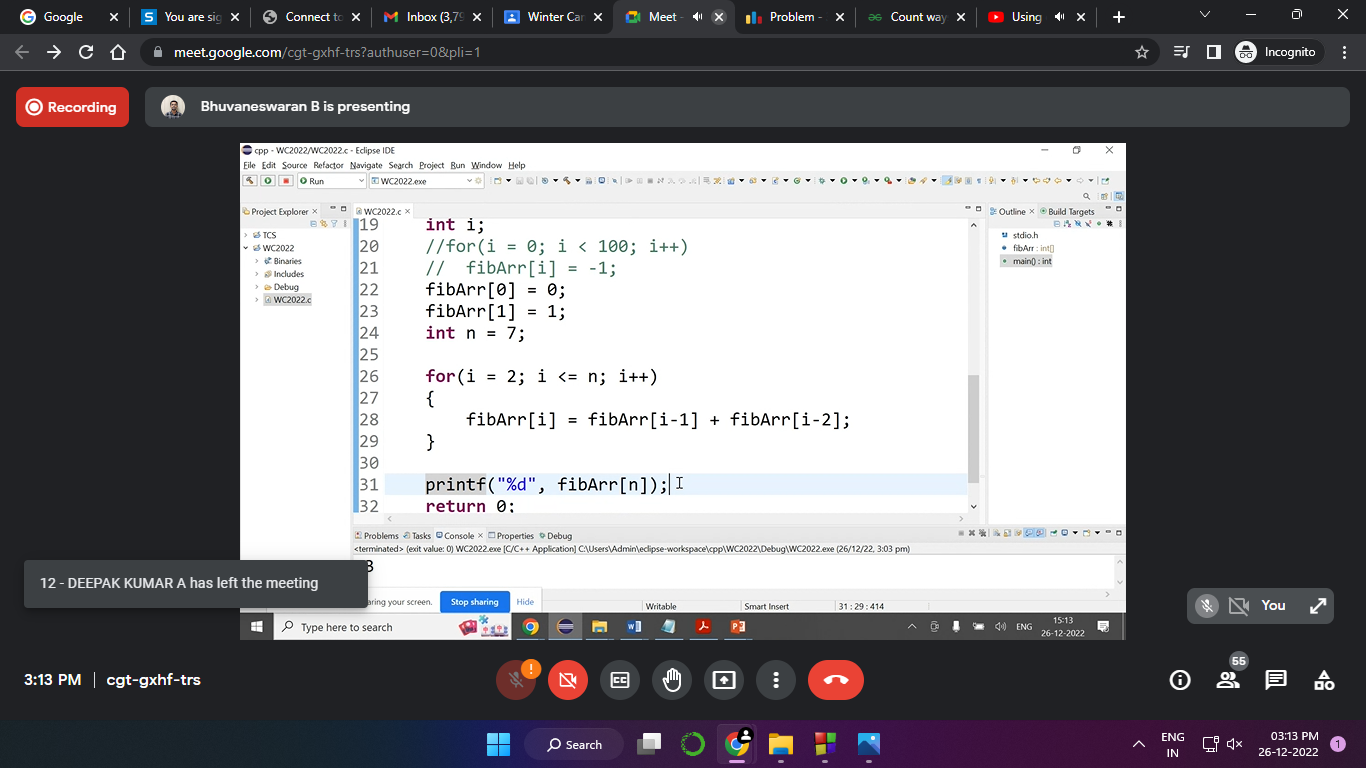 Google
You are sig
Connect to
Inbox (3,79
Winter Car
Meet -
Problem -
Count way
Using
meet.google.com/cgt-gxhf-trs?authuser=0&pli=1
Incognito
Recording
Bhuvaneswaran B is presenting
cpp - WC2022/WC2022.c - Eclipse IDE
File Edit Source Refactor Navigate Search Project Run Window Help
Run
WC2022.exe
Project Explorer
TCS
WC2022
Binaries
Includes
Debug
WC2022.c
WC2022.c
19 int i;
20 //for(i = 0; i < 100; i++)
21 // fibArr[i] = -1;
22 fibArr[0] = 0;
23 fibArr[1] = 1;
24 int n = 7;
25
26 for(i = 2; i <= n; i++)
27 {
28 fibArr[i] = fibArr[i-1] + fibArr[i-2];
29 }
30
31 printf("%d", fibArr[n]);
32 return 0;
Outline Build Targets
stdio.h
fibArr : int[]
main() : int
Problems Tasks Console Properties Debug
<terminated> (exit value: 0) WC2022.exe [C/C++ Application] C:\Users\Admin\eclipse-workspace\cpp\WC2022\Debug\WC2022.exe (26/12/22, 3:03 pm)
12 - DEEPAK KUMAR A has left the meeting
aring your screen. Stop sharing Hide
Writable Smart Insert 31 : 29 : 414
Type here to search
ENG
15:13
26-12-2022
You
3:13 PM | cgt-gxhf-trs
55
Search
ENG
IN
03:13 PM
26-12-2022
1